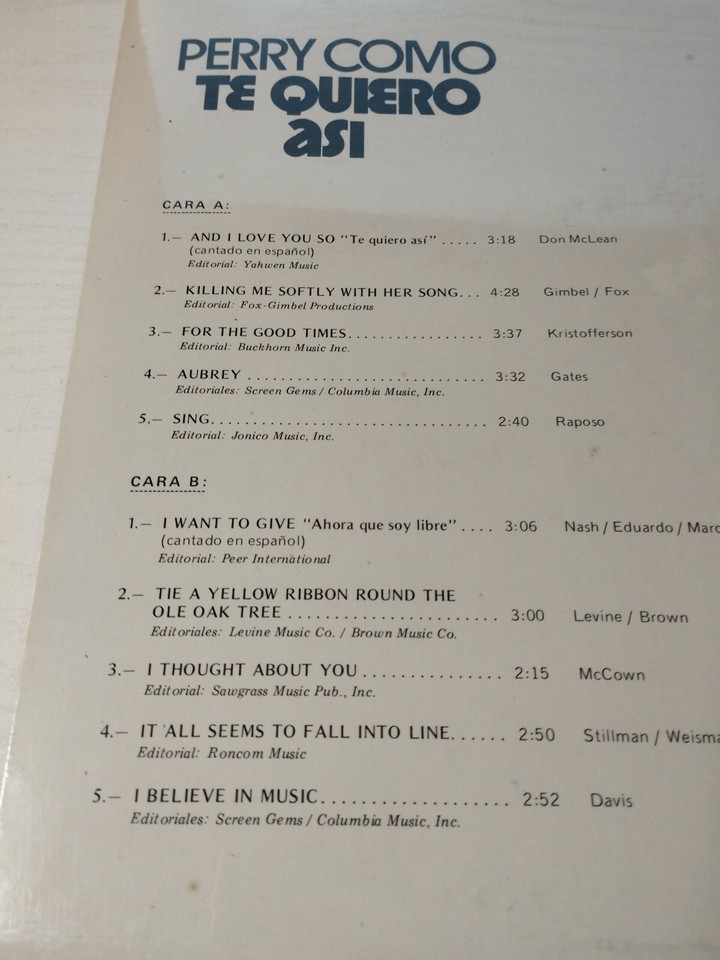 PERRY COMO
TE QUIERO
ASI
CARA A:
1.— AND I LOVE YOU SO "Te quiero así" ..... 3:18 Don McLean
(cantado en español)
Editorial: Yahwen Music
2.— KILLING ME SOFTLY WITH HER SONG... 4:28 Gimbel / Fox
Editorial: Fox-Gimbel Productions
3.— FOR THE GOOD TIMES................ 3:37 Kristofferson
Editorial: Buckhorn Music Inc.
4.— AUBREY ............................ 3:32 Gates
Editoriales: Screen Gems / Columbia Music, Inc.
5.— SING................................. 2:40 Raposo
Editorial: Jonico Music, Inc.
CARA B:
1.— I WANT TO GIVE "Ahora que soy libre" .... 3:06 Nash / Eduardo / Marc
(cantado en español)
Editorial: Peer International
2.— TIE A YELLOW RIBBON ROUND THE
OLE OAK TREE ........................ 3:00 Levine / Brown
Editoriales: Levine Music Co. / Brown Music Co.
3.— I THOUGHT ABOUT YOU ............... 2:15 McCown
Editorial: Sawgrass Music Pub., Inc.
4.— IT ALL SEEMS TO FALL INTO LINE...... 2:50 Stillman / Weisma
Editorial: Roncom Music
5.— I BELIEVE IN MUSIC................... 2:52 Davis
Editoriales: Screen Gems / Columbia Music, Inc.